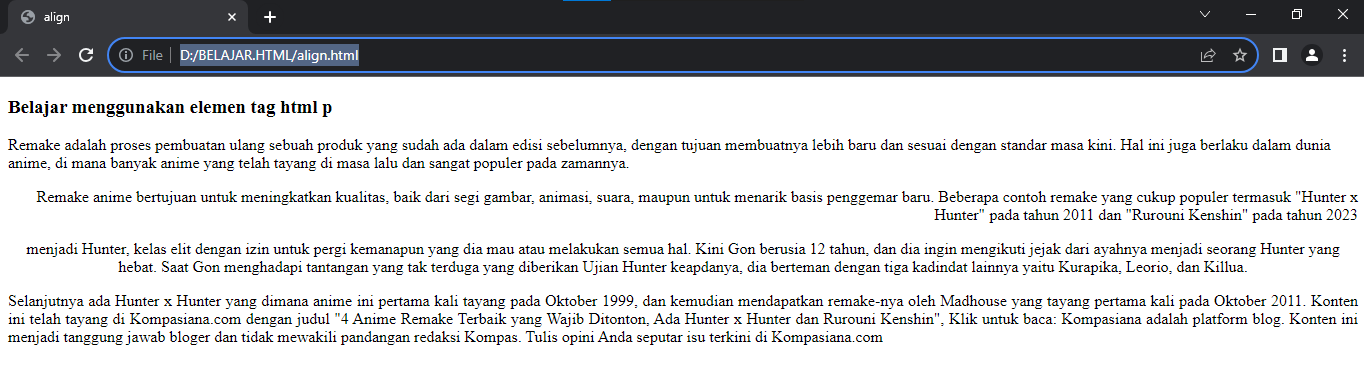 align
File
D:/BELAJAR.HTML/align.html
Belajar menggunakan elemen tag html p
Remake adalah proses pembuatan ulang sebuah produk yang sudah ada dalam edisi sebelumnya, dengan tujuan membuatnya lebih baru dan sesuai dengan standar masa kini. Hal ini juga berlaku dalam dunia
anime, di mana banyak anime yang telah tayang di masa lalu dan sangat populer pada zamannya.
Remake anime bertujuan untuk meningkatkan kualitas, baik dari segi gambar, animasi, suara, maupun untuk menarik basis penggemar baru. Beberapa contoh remake yang cukup populer termasuk "Hunter x
Hunter" pada tahun 2011 dan "Rurouni Kenshin" pada tahun 2023
menjadi Hunter, kelas elit dengan izin untuk pergi kemanapun yang dia mau atau melakukan semua hal. Kini Gon berusia 12 tahun, dan dia ingin mengikuti jejak dari ayahnya menjadi seorang Hunter yang
hebat. Saat Gon menghadapi tantangan yang tak terduga yang diberikan Ujian Hunter keapdanya, dia berteman dengan tiga kadindat lainnya yaitu Kurapika, Leorio, dan Killua.
Selanjutnya ada Hunter x Hunter yang dimana anime ini pertama kali tayang pada Oktober 1999, dan kemudian mendapatkan remake-nya oleh Madhouse yang tayang pertama kali pada Oktober 2011. Konten
ini telah tayang di Kompasiana.com dengan judul "4 Anime Remake Terbaik yang Wajib Ditonton, Ada Hunter x Hunter dan Rurouni Kenshin", Klik untuk baca: Kompasiana adalah platform blog. Konten ini
menjadi tanggung jawab bloger dan tidak mewakili pandangan redaksi Kompas. Tulis opini Anda seputar isu terkini di Kompasiana.com